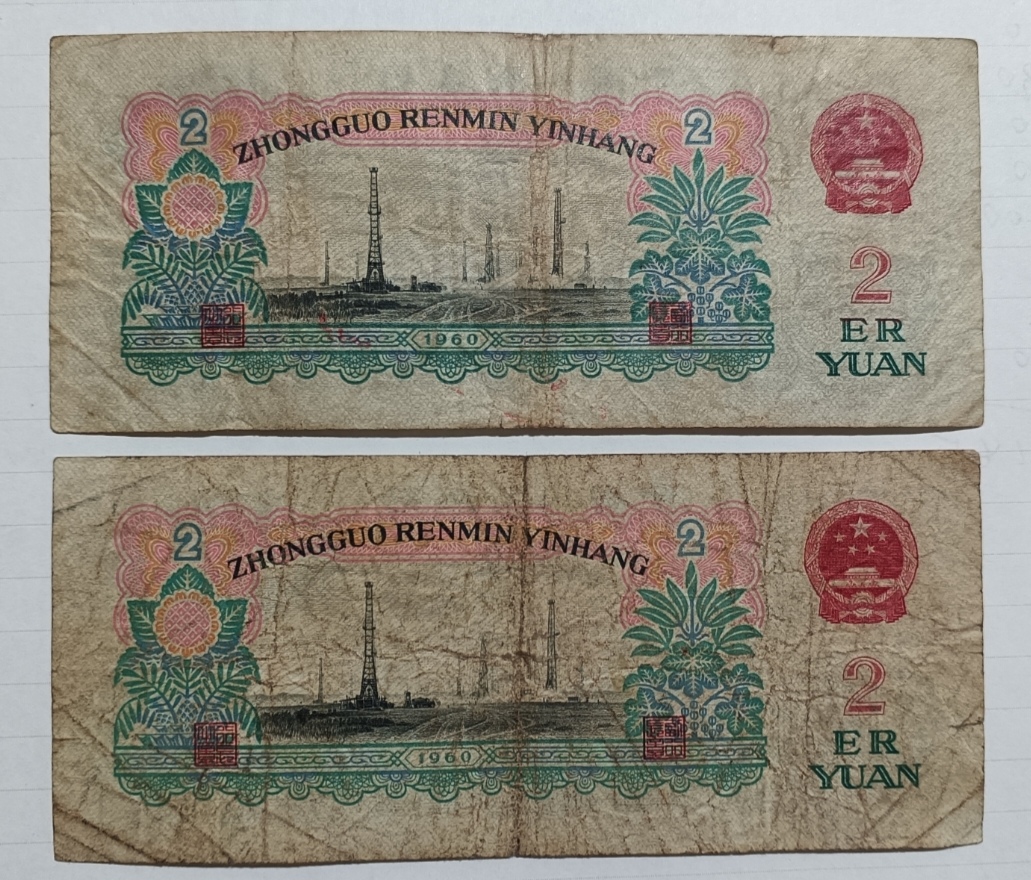 2 2
ZHONGGUO RENMIN YINHANG
2
ER
YUAN
1960
2 2
ZHONGGUO RENMIN YINHANG
2
ER
YUAN
1960